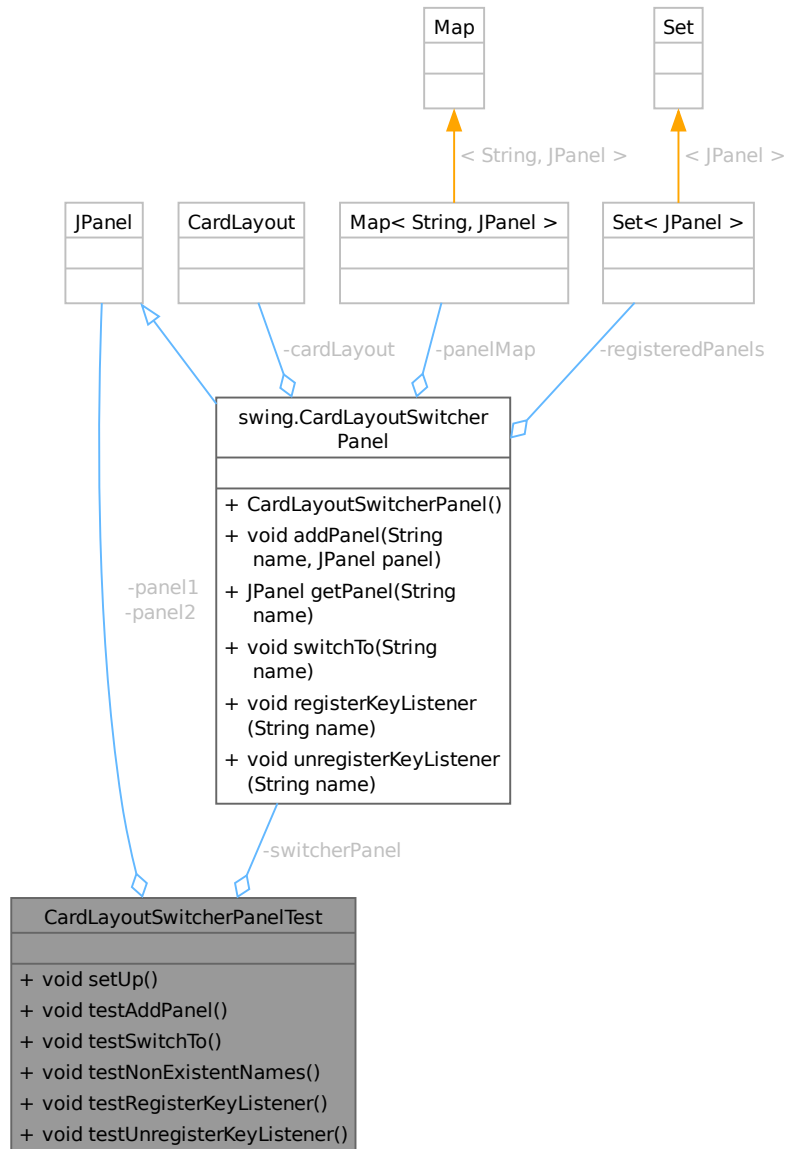 Map
Set
< String, JPanel >
< JPanel >
JPanel
CardLayout
Map< String, JPanel >
Set< JPanel >
-cardLayout
-panelMap
-registeredPanels
swing.CardLayoutSwitcher
Panel
+ CardLayoutSwitcherPanel()
+ void addPanel(String
name, JPanel panel)
+ JPanel getPanel(String
name)
+ void switchTo(String
name)
+ void registerKeyListener
(String name)
+ void unregisterKeyListener
(String name)
-panel1
-panel2
-switcherPanel
CardLayoutSwitcherPanelTest
+ void setUp()
+ void testAddPanel()
+ void testSwitchTo()
+ void testNonExistentNames()
+ void testRegisterKeyListener()
+ void testUnregisterKeyListener()